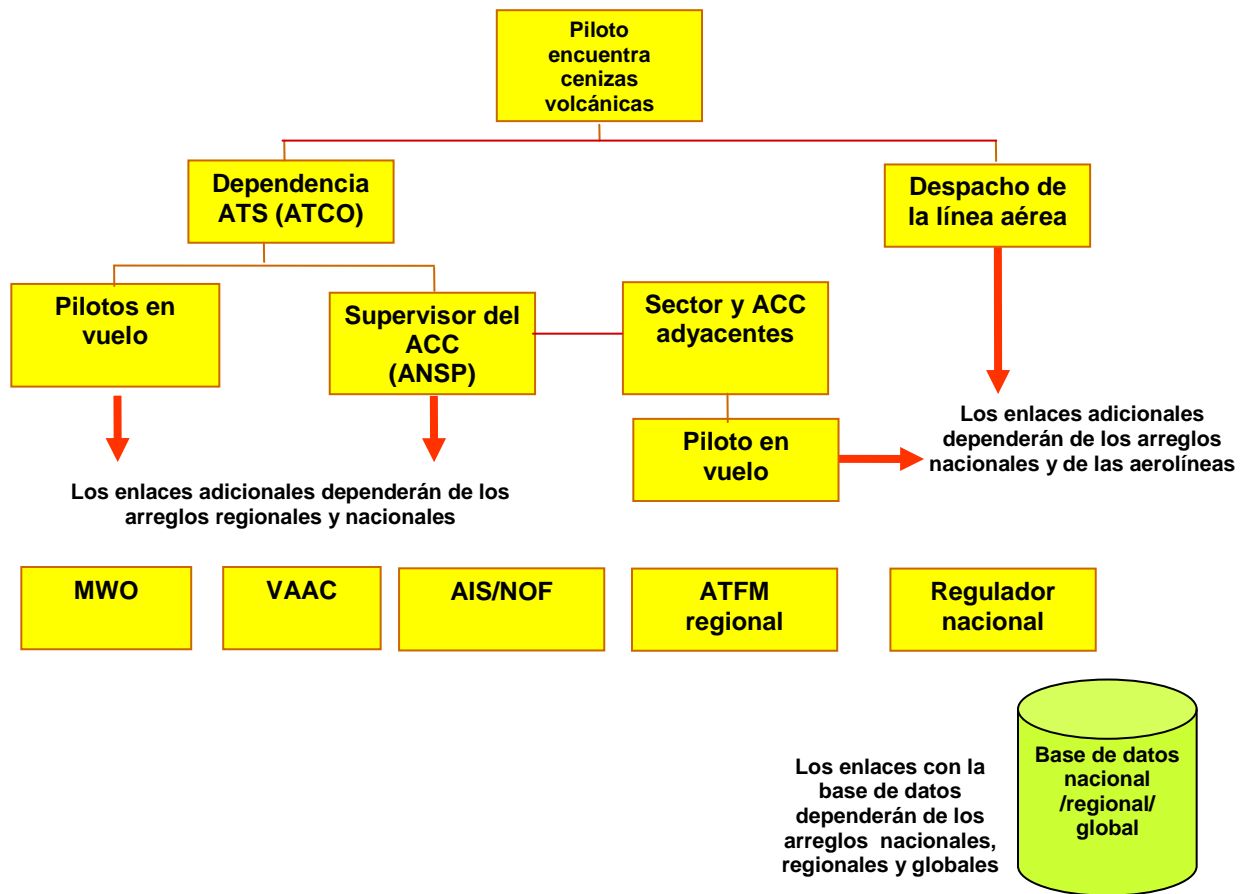 Piloto
encuentra
cenizas
volcánicas
Dependencia
ATS (ATCO)
Despacho de
la línea aérea
Pilotos en
vuelo
Supervisor del
ACC
(ANSP)
Sector y ACC
adyacentes
Piloto en
vuelo
Los enlaces adicionales
dependerán de los arreglos
nacionales y de las aerolíneas
Los enlaces adicionales dependerán de los
arreglos regionales y nacionales
MWO
VAAC
AIS/NOF
ATFM
regional
Regulador
nacional
Los enlaces con la
base de datos
dependerán de los
arreglos nacionales,
regionales y globales
Base de datos
nacional
/regional/
global